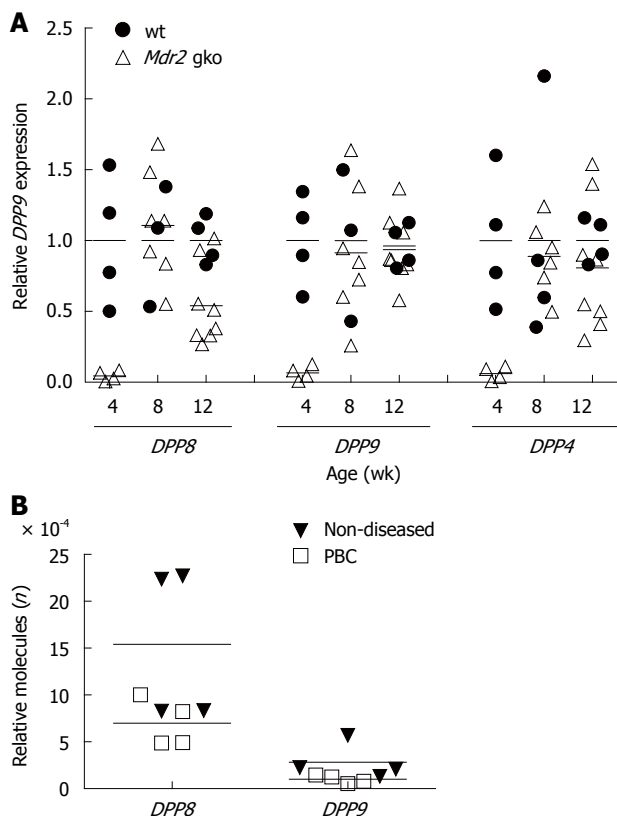 A
● wt
△ Mdr2 gko
Relative DPP9 expression
2.5
2.0
1.5
1.0
0.5
0.0
4 8 12 4 8 12 4 8 12
DPP8 DPP9 DPP4
Age (wk)
B
× 10⁻⁴
▼ Non-diseased
□ PBC
Relative molecules (n)
25
20
15
10
5
0
DPP8 DPP9